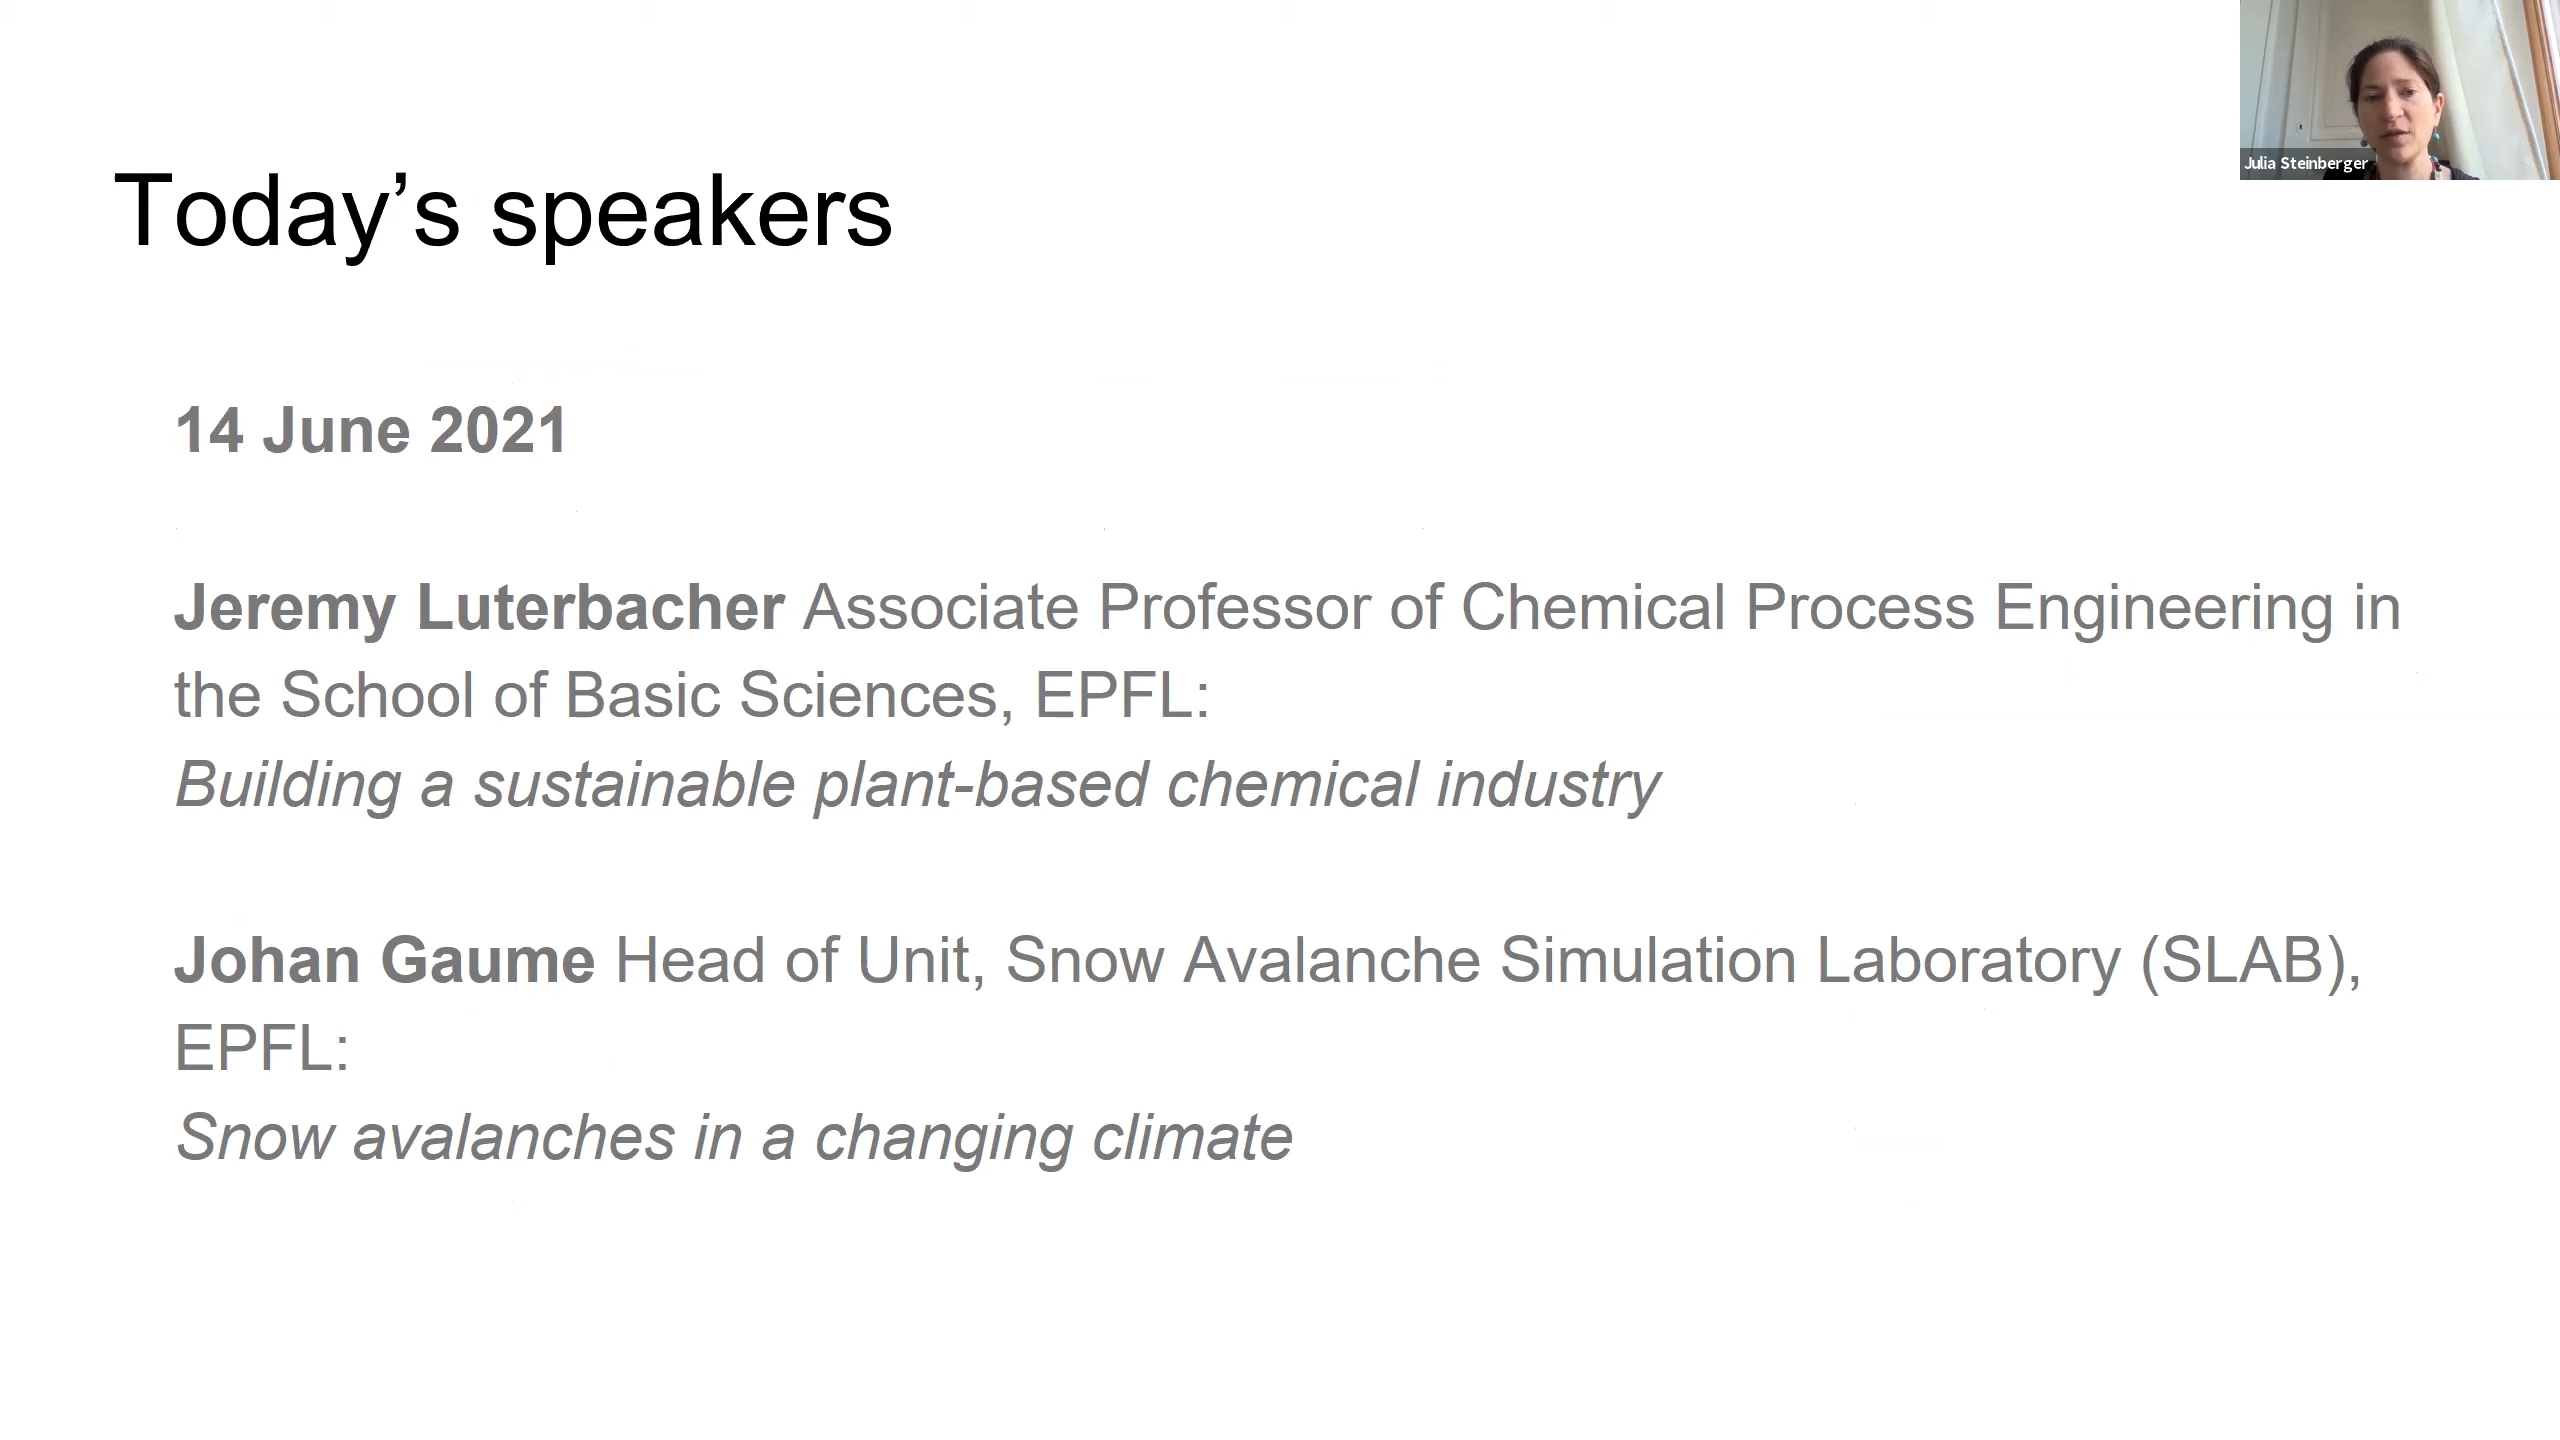 Julia Steinberger
Today’s speakers
14 June 2021
Jeremy Luterbacher Associate Professor of Chemical Process Engineering in
the School of Basic Sciences, EPFL:
Building a sustainable plant-based chemical industry
Johan Gaume Head of Unit, Snow Avalanche Simulation Laboratory (SLAB),
EPFL:
Snow avalanches in a changing climate